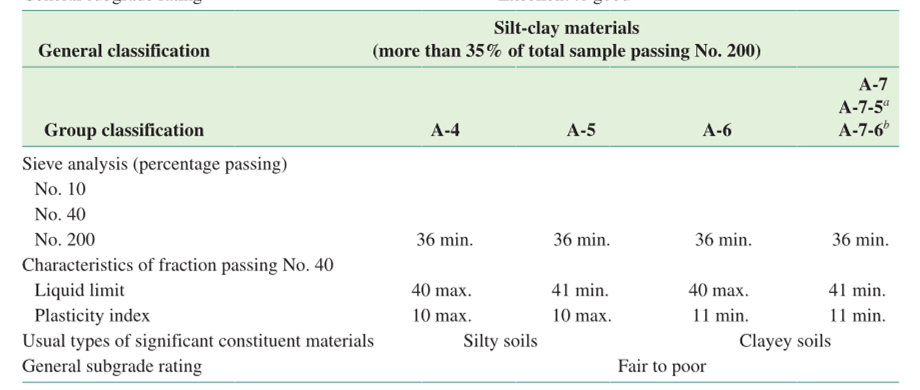 Silt-clay materials
General classification (more than 35% of total sample passing No. 200)
A-7
A-7-5a
Group classification A-4 A-5 A-6 A-7-6b
Sieve analysis (percentage passing)
No. 10
No. 40
No. 200 36 min. 36 min. 36 min. 36 min.
Characteristics of fraction passing No. 40
Liquid limit 40 max. 41 min. 40 max. 41 min.
Plasticity index 10 max. 10 max. 11 min. 11 min.
Usual types of significant constituent materials Silty soils Clayey soils
General subgrade rating Fair to poor